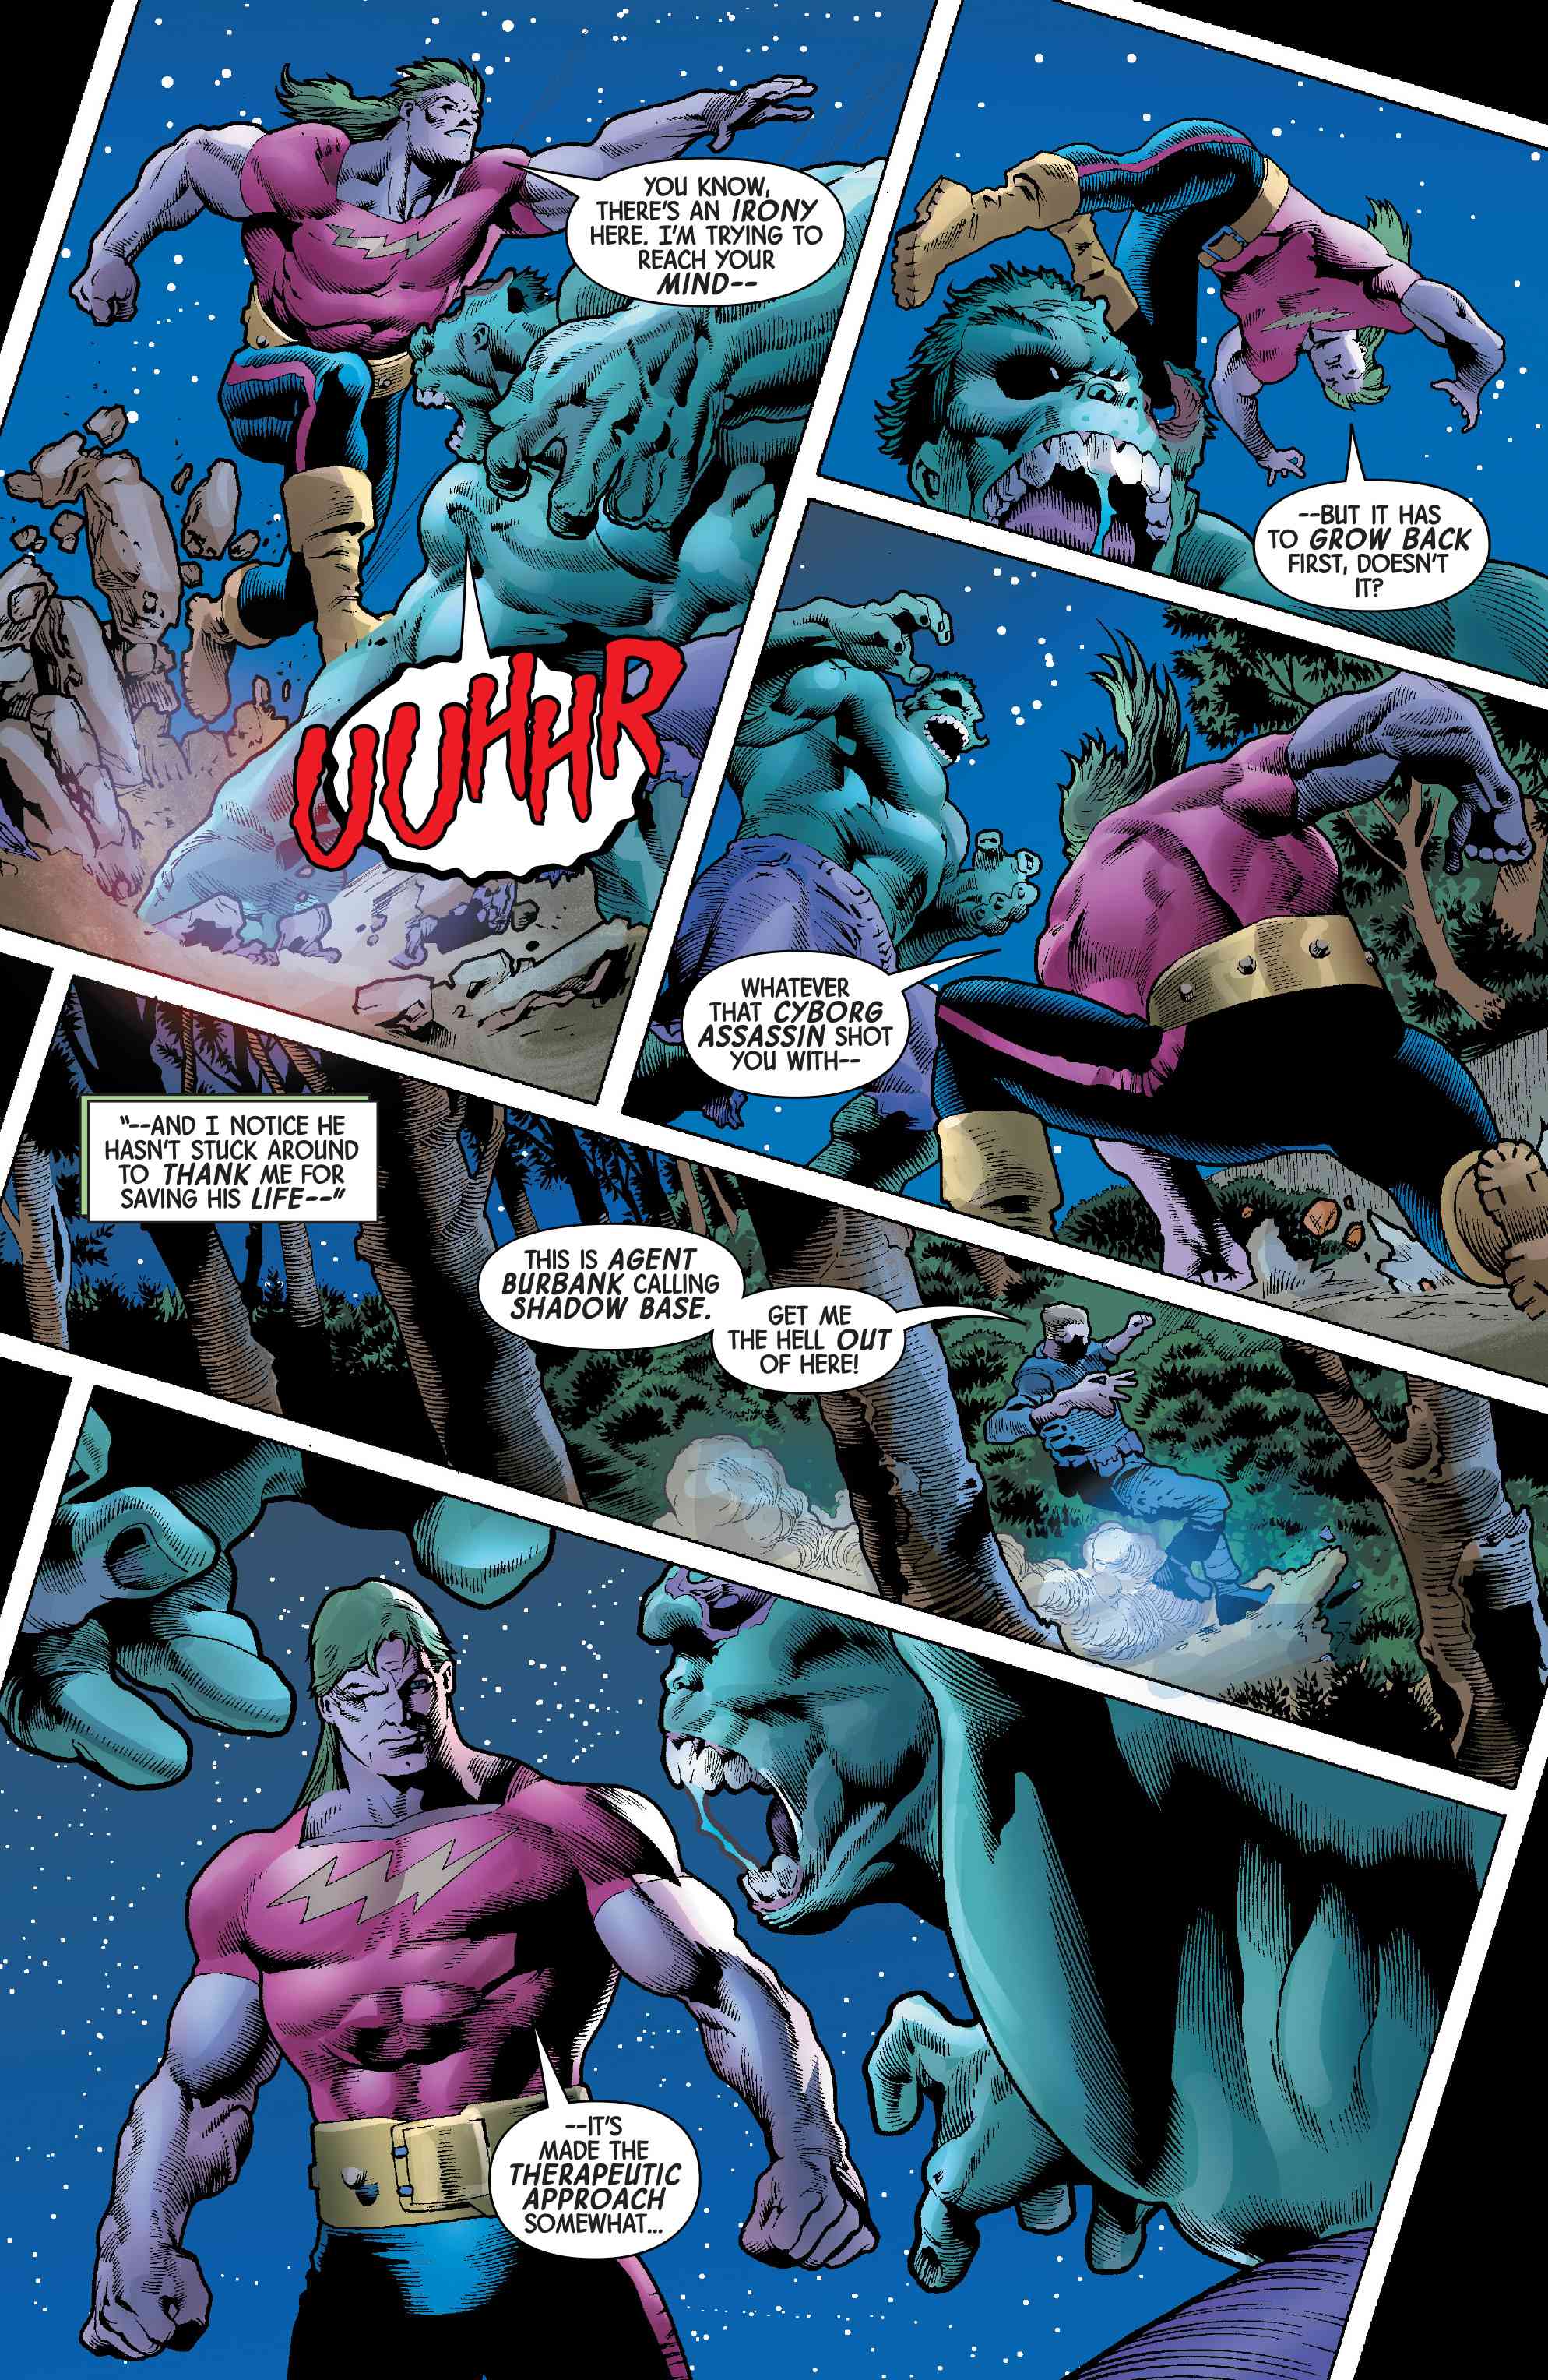 YOU KNOW,
THERE'S AN IRONY
HERE. I'M TRYING TO
REACH YOUR
MIND--
UUHHR
--BUT IT HAS
TO GROW BACK
FIRST, DOESN'T
IT?
WHATEVER
THAT CYBORG
ASSASSIN SHOT
YOU WITH--
"--AND I NOTICE HE
HASN'T STUCK AROUND
TO THANK ME FOR
SAVING HIS LIFE--"
THIS IS AGENT
BURBANK CALLING
SHADOW BASE.
GET ME
THE HELL OUT
OF HERE!
--IT'S
MADE THE
THERAPEUTIC
APPROACH
SOMEWHAT...